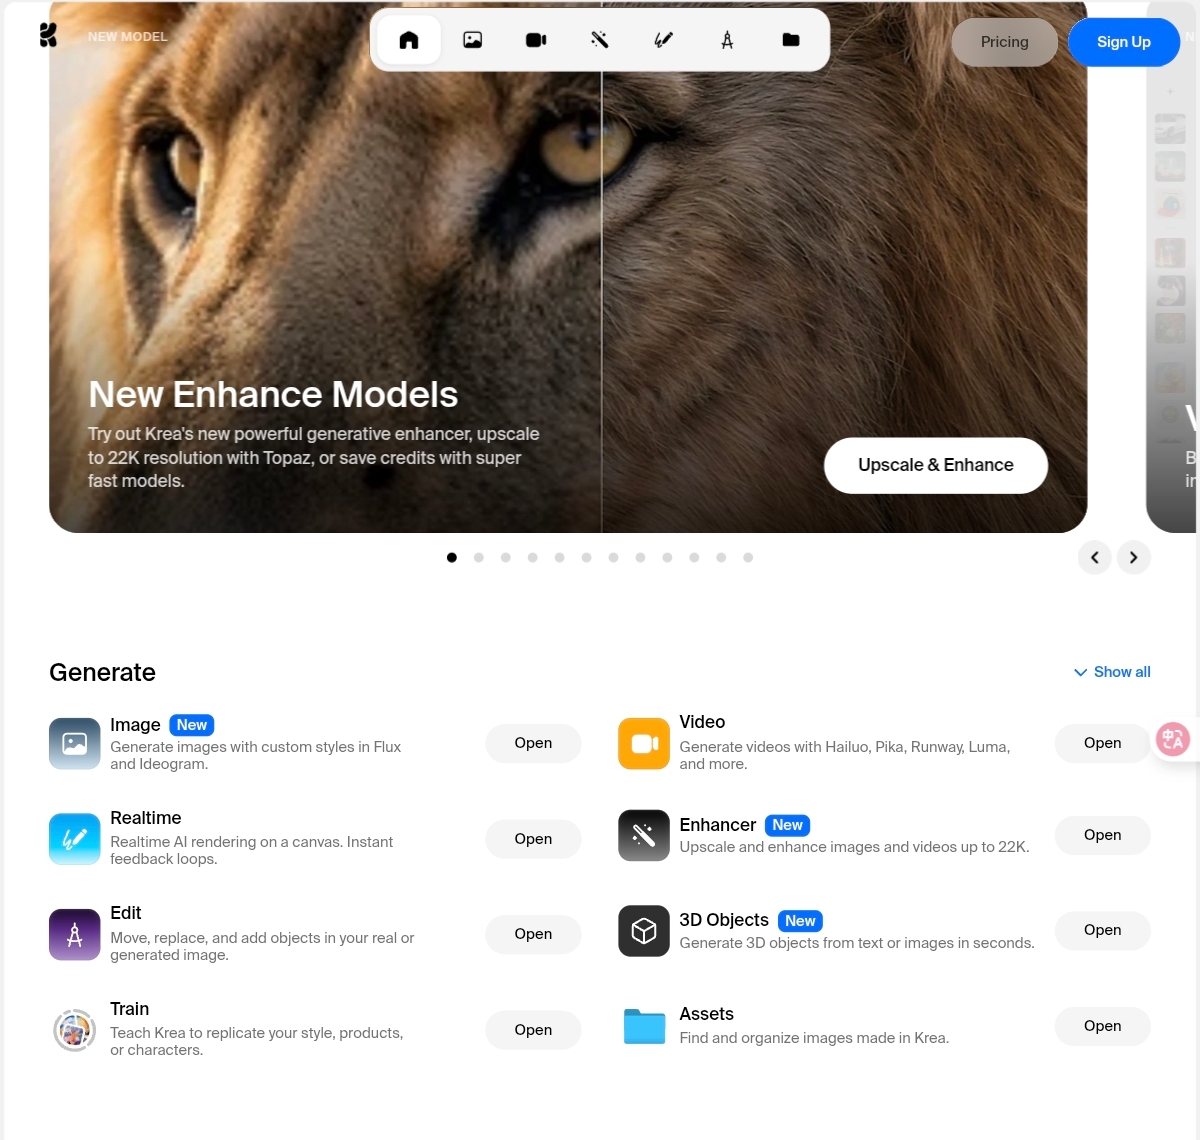 NEW MODEL
Pricing
Sign Up
New Enhance Models
Try out Krea's new powerful generative enhancer, upscale
to 22K resolution with Topaz, or save credits with super
fast models.
Upscale & Enhance
Generate
Show all
Image New
Generate images with custom styles in Flux
and Ideogram.
Open
Video
Generate videos with Hailuo, Pika, Runway, Luma,
and more.
Open
Realtime
Realtime AI rendering on a canvas. Instant
feedback loops.
Open
Enhancer New
Upscale and enhance images and videos up to 22K.
Open
Edit
Move, replace, and add objects in your real or
generated image.
Open
3D Objects New
Generate 3D objects from text or images in seconds.
Open
Train
Teach Krea to replicate your style, products,
or characters.
Open
Assets
Find and organize images made in Krea.
Open